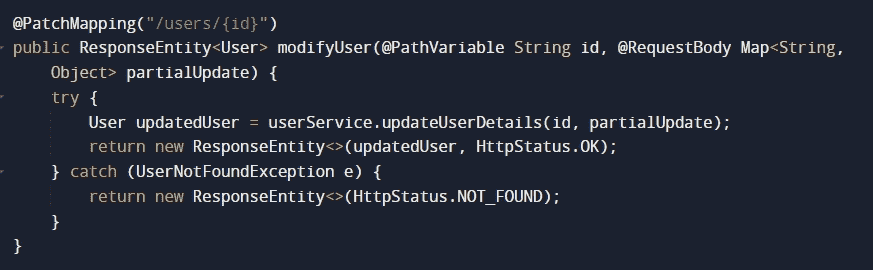 @PatchMapping("/users/{id}")
public ResponseEntity<User> modifyUser(@PathVariable String id, @RequestBody Map<String,
Object> partialUpdate) {
try {
User updatedUser = userService.updateUserDetails(id, partialUpdate);
return new ResponseEntity<>(updatedUser, HttpStatus.OK);
} catch (UserNotFoundException e) {
return new ResponseEntity<>(HttpStatus.NOT_FOUND);
}
}